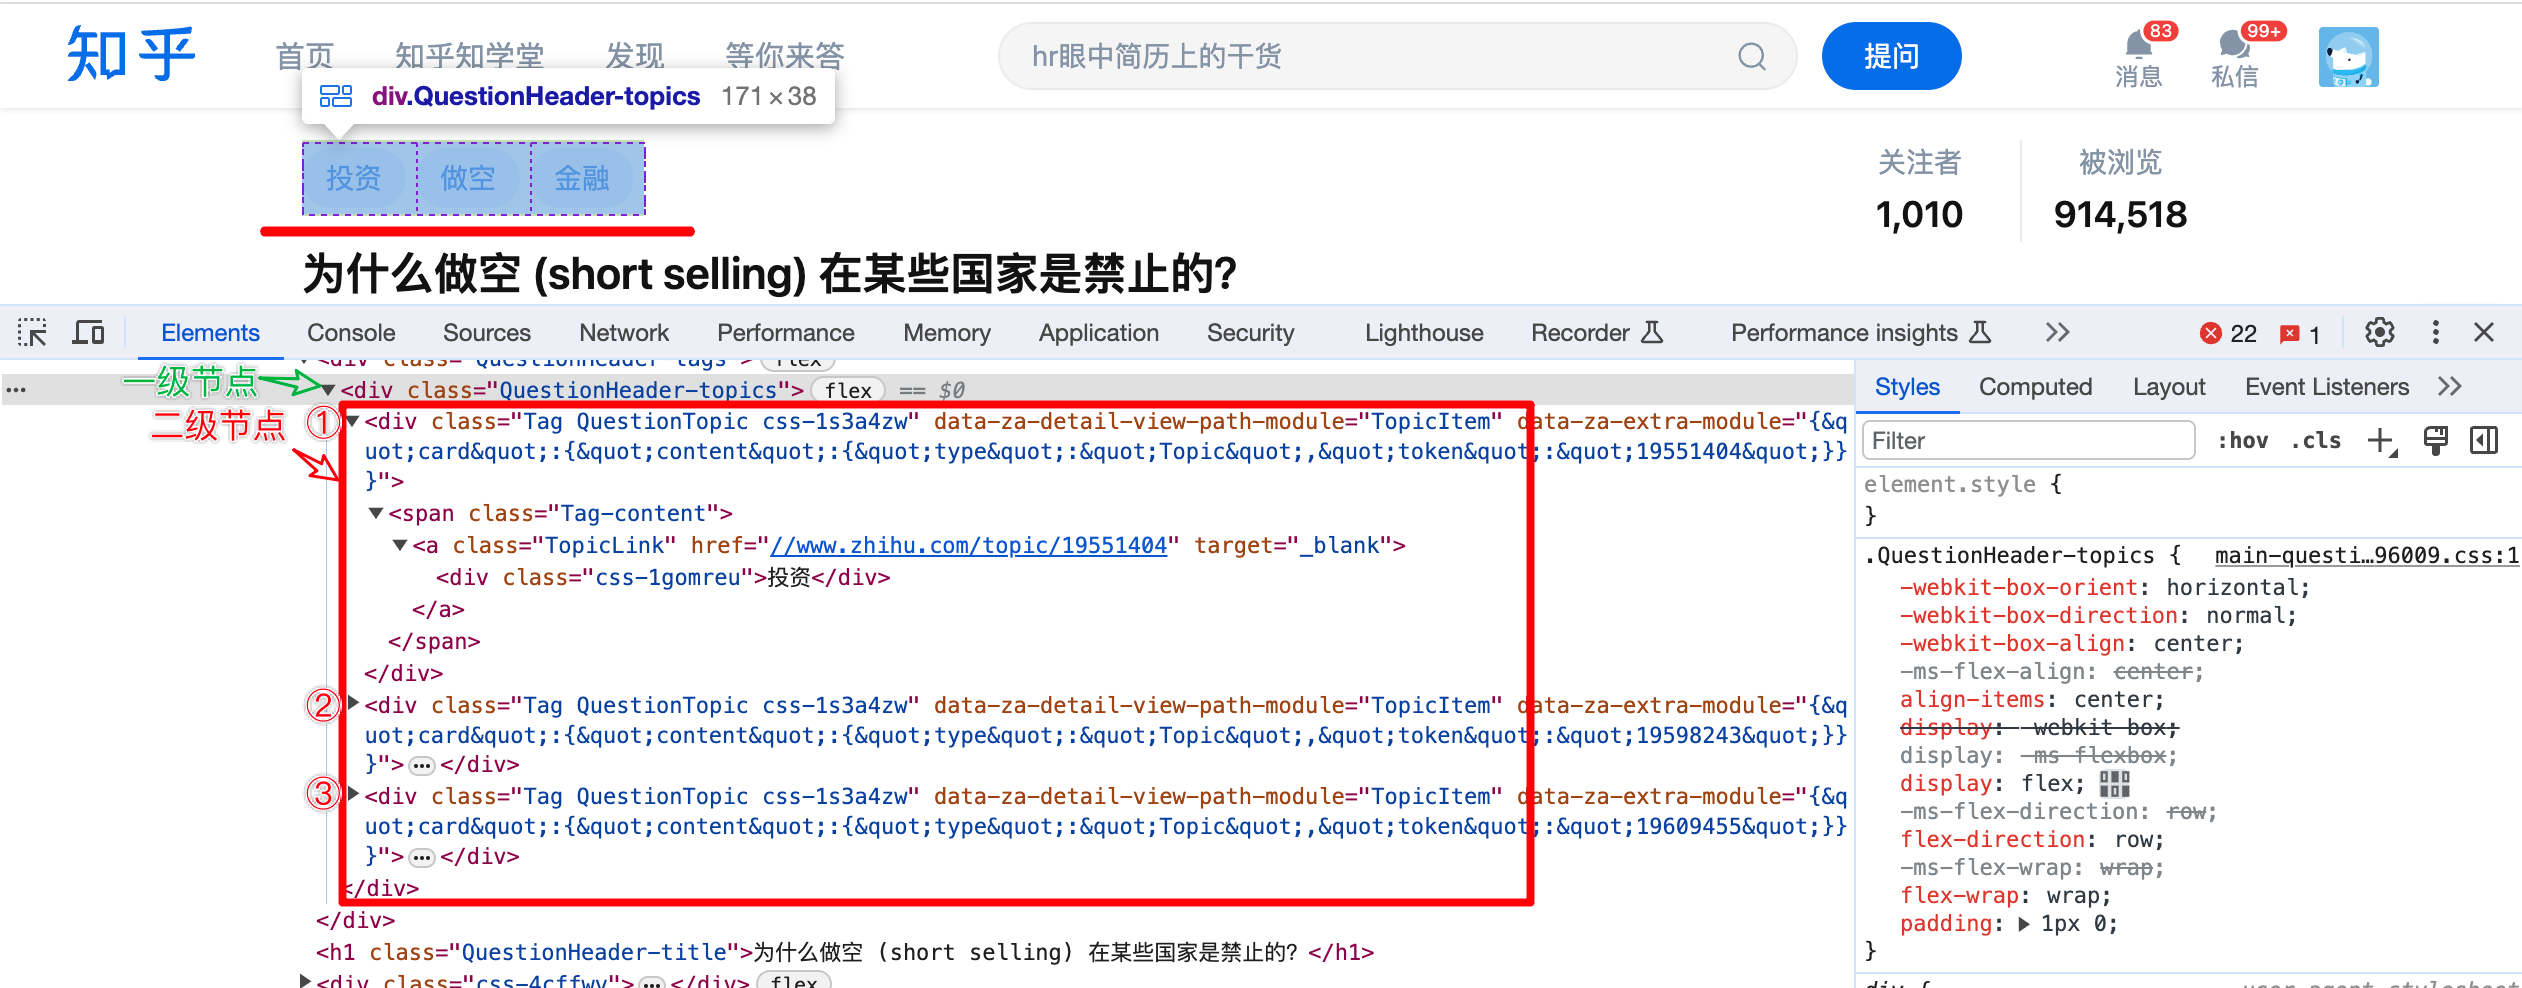 知乎 首页 知乎知学堂 发现 等你来答 hr眼中简历上的干货 提问 83 消息 99+ 私信
div.QuestionHeader-topics 171 × 38
投资 做空 金融
关注者 被浏览
1,010 914,518
为什么做空 (short selling) 在某些国家是禁止的?
Elements Console Sources Network Performance Memory Application Security Lighthouse Recorder Performance insights 22 1
<div class="QuestionHeader-tags"> flex
一级节点
<div class="QuestionHeader-topics"> flex == $0
二级节点
① <div class="Tag QuestionTopic css-1s3a4zw" data-za-detail-view-path-module="TopicItem" data-za-extra-module="{&q
uot;card&quot;:{&quot;content&quot;:{&quot;type&quot;:&quot;Topic&quot;,&quot;token&quot;:&quot;19551404&quot;}}
}">
<span class="Tag-content">
<a class="TopicLink" href="//www.zhihu.com/topic/19551404" target="_blank">
<div class="css-1gomreu">投资</div>
</a>
</span>
</div>
② <div class="Tag QuestionTopic css-1s3a4zw" data-za-detail-view-path-module="TopicItem" data-za-extra-module="{&q
uot;card&quot;:{&quot;content&quot;:{&quot;type&quot;:&quot;Topic&quot;,&quot;token&quot;:&quot;19598243&quot;}}
}">…</div>
③ <div class="Tag QuestionTopic css-1s3a4zw" data-za-detail-view-path-module="TopicItem" data-za-extra-module="{&q
uot;card&quot;:{&quot;content&quot;:{&quot;type&quot;:&quot;Topic&quot;,&quot;token&quot;:&quot;19609455&quot;}}
}">…</div>
</div>
</div>
<h1 class="QuestionHeader-title">为什么做空 (short selling) 在某些国家是禁止的? </h1>
<div class="css-4cffwv">…</div> flex
Styles Computed Layout Event Listeners
Filter :hov .cls
element.style {
}
.QuestionHeader-topics { main-questi…96009.css:1
-webkit-box-orient: horizontal;
-webkit-box-direction: normal;
-webkit-box-align: center;
-ms-flex-align: center;
align-items: center;
display: -webkit-box;
display: -ms-flexbox;
display: flex;
-ms-flex-direction: row;
flex-direction: row;
-ms-flex-wrap: wrap;
flex-wrap: wrap;
padding: 1px 0;
}
div { user agent stylesheet